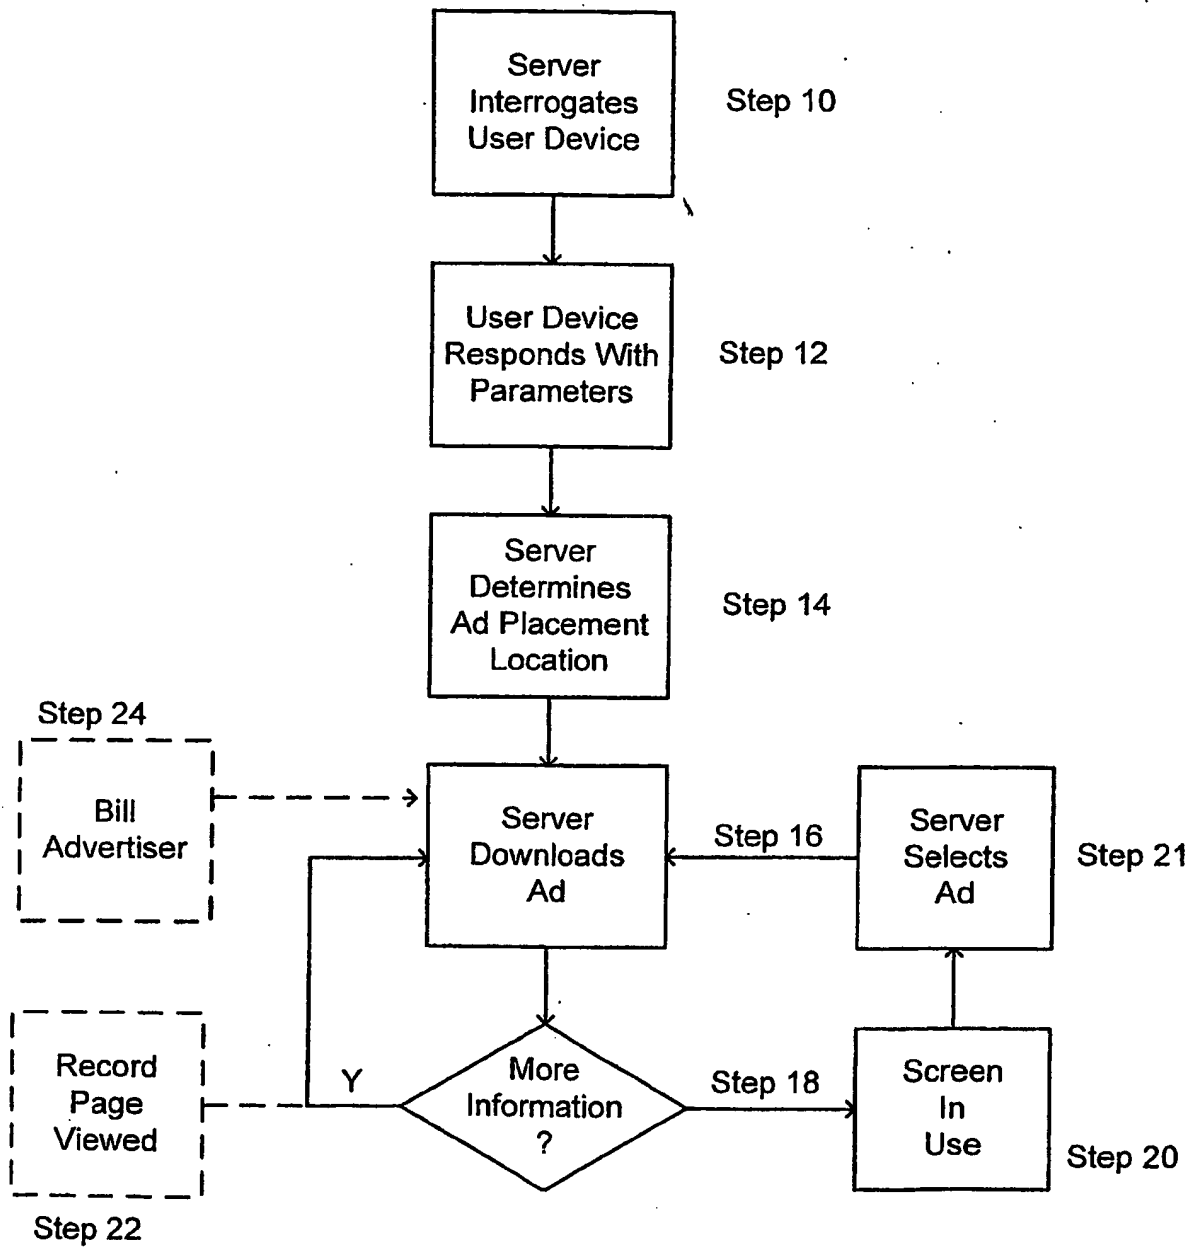 Server
Interrogates
User Device
Step 10
User Device
Responds With
Parameters
Step 12
Server
Determines
Ad Placement
Location
Step 14
Step 24
Bill
Advertiser
Server
Downloads
Ad
Step 16
Server
Selects
Ad
Step 21
Record
Page
Viewed
Step 22
Y
More
Information
?
Step 18
Screen
In
Use
Step 20